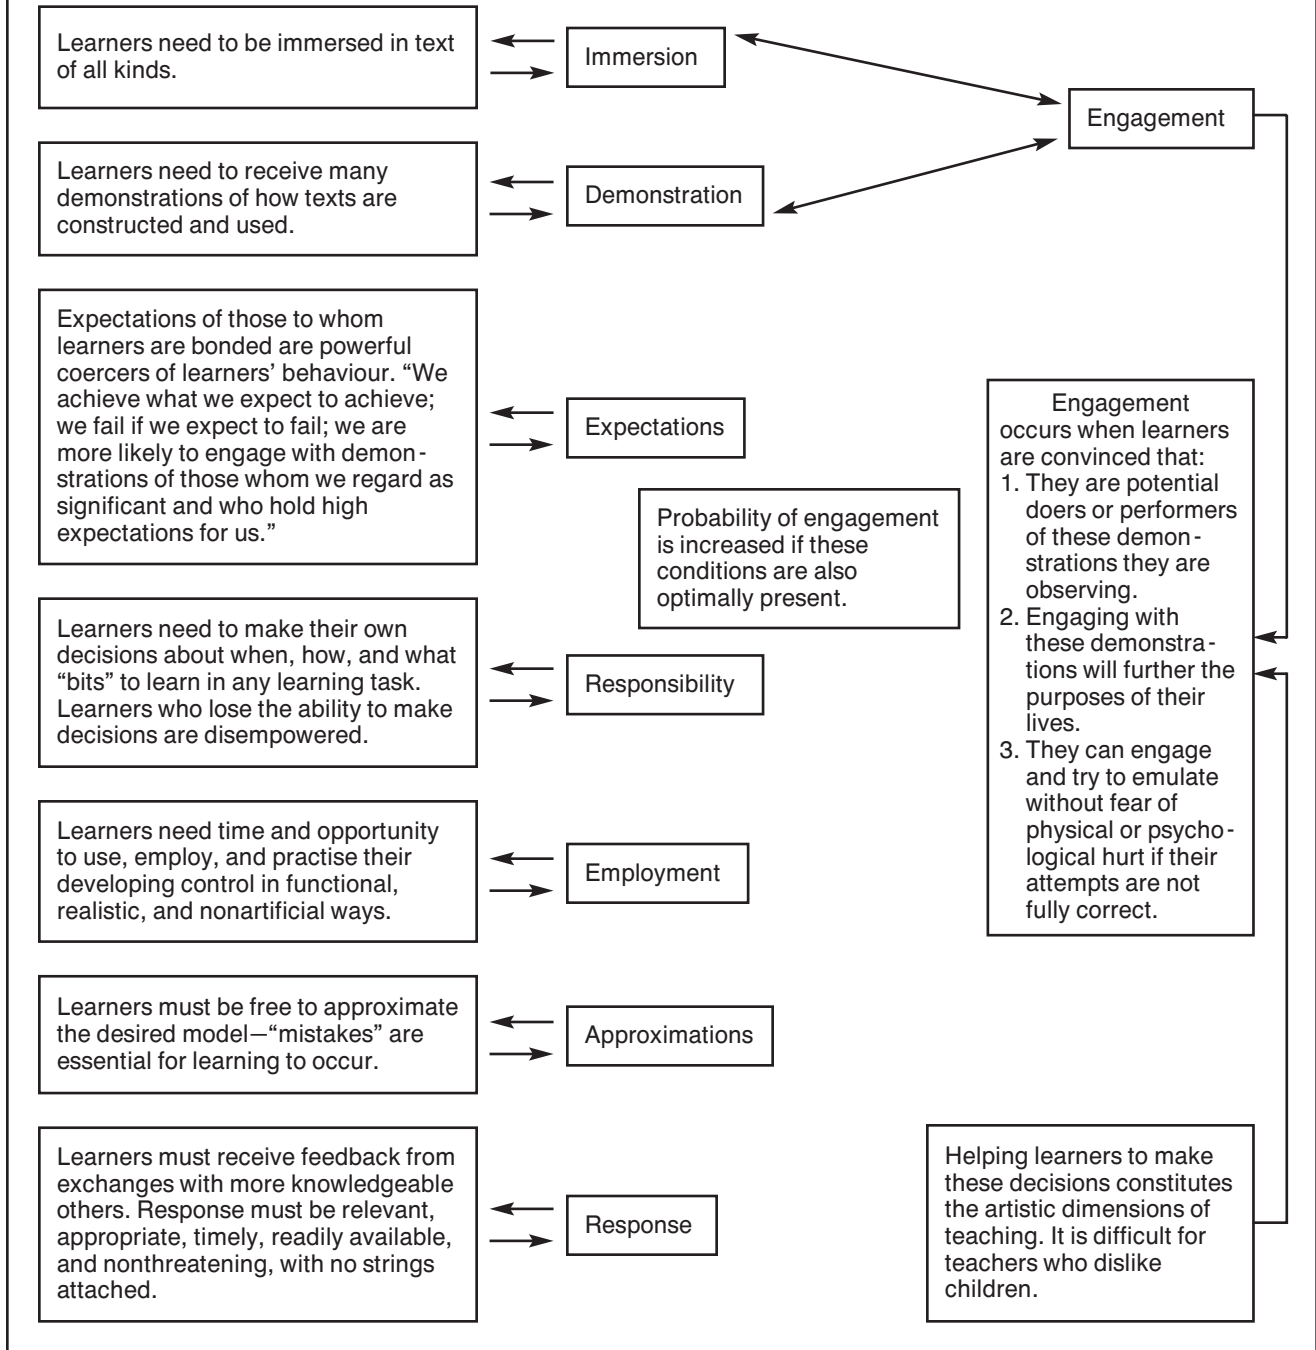 Learners need to be immersed in text
of all kinds.
Immersion
Engagement
Learners need to receive many
demonstrations of how texts are
constructed and used.
Demonstration
Expectations of those to whom
learners are bonded are powerful
coercers of learners’ behaviour. “We
achieve what we expect to achieve;
we fail if we expect to fail; we are
more likely to engage with demon-
strations of those whom we regard as
significant and who hold high
expectations for us.”
Expectations
Probability of engagement
is increased if these
conditions are also
optimally present.
Engagement
occurs when learners
are convinced that:
1. They are potential
doers or performers
of these demon-
strations they are
observing.
2. Engaging with
these demonstra-
tions will further the
purposes of their
lives.
3. They can engage
and try to emulate
without fear of
physical or psycho-
logical hurt if their
attempts are not
fully correct.
Learners need to make their own
decisions about when, how, and what
“bits” to learn in any learning task.
Learners who lose the ability to make
decisions are disempowered.
Responsibility
Learners need time and opportunity
to use, employ, and practise their
developing control in functional,
realistic, and nonartificial ways.
Employment
Learners must be free to approximate
the desired model—“mistakes” are
essential for learning to occur.
Approximations
Learners must receive feedback from
exchanges with more knowledgeable
others. Response must be relevant,
appropriate, timely, readily available,
and nonthreatening, with no strings
attached.
Response
Helping learners to make
these decisions constitutes
the artistic dimensions of
teaching. It is difficult for
teachers who dislike
children.